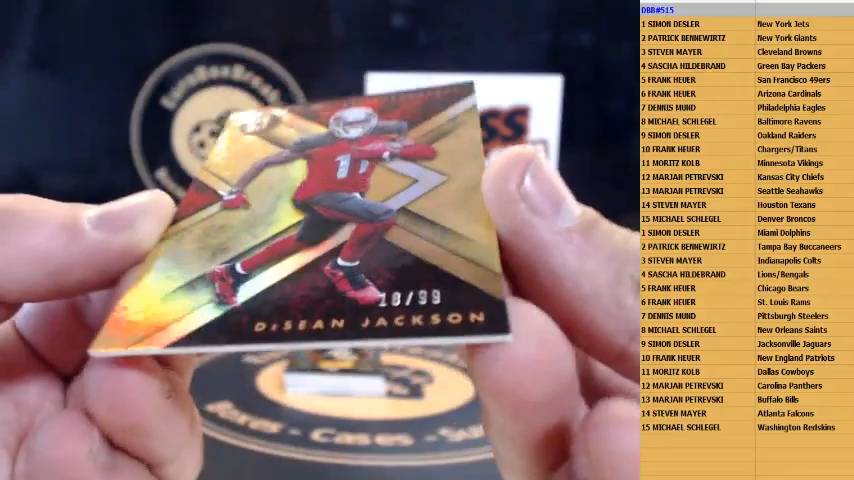 EuroBoxBreaks
SS
11
18/99
DESEAN JACKSON
Boxes - Cases - Su
DBB#515
1 SIMON DESLER New York Jets
2 PATRICK BENNEWIRTZ New York Giants
3 STEVEN MAYER Cleveland Browns
4 SASCHA HILDEBRAND Green Bay Packers
5 FRANK HEUER San Francisco 49ers
6 FRANK HEUER Arizona Cardinals
7 DENNIS MUND Philadelphia Eagles
8 MICHAEL SCHLEGEL Baltimore Ravens
9 SIMON DESLER Oakland Raiders
10 FRANK HEUER Chargers/Titans
11 MORITZ KOLB Minnesota Vikings
12 MARJAN PETREVSKI Kansas City Chiefs
13 MARJAN PETREVSKI Seattle Seahawks
14 STEVEN MAYER Houston Texans
15 MICHAEL SCHLEGEL Denver Broncos
1 SIMON DESLER Miami Dolphins
2 PATRICK BENNEWIRTZ Tampa Bay Buccaneers
3 STEVEN MAYER Indianapolis Colts
4 SASCHA HILDEBRAND Lions/Bengals
5 FRANK HEUER Chicago Bears
6 FRANK HEUER St. Louis Rams
7 DENNIS MUND Pittsburgh Steelers
8 MICHAEL SCHLEGEL New Orleans Saints
9 SIMON DESLER Jacksonville Jaguars
10 FRANK HEUER New England Patriots
11 MORITZ KOLB Dallas Cowboys
12 MARJAN PETREVSKI Carolina Panthers
13 MARJAN PETREVSKI Buffalo Bills
14 STEVEN MAYER Atlanta Falcons
15 MICHAEL SCHLEGEL Washington Redskins